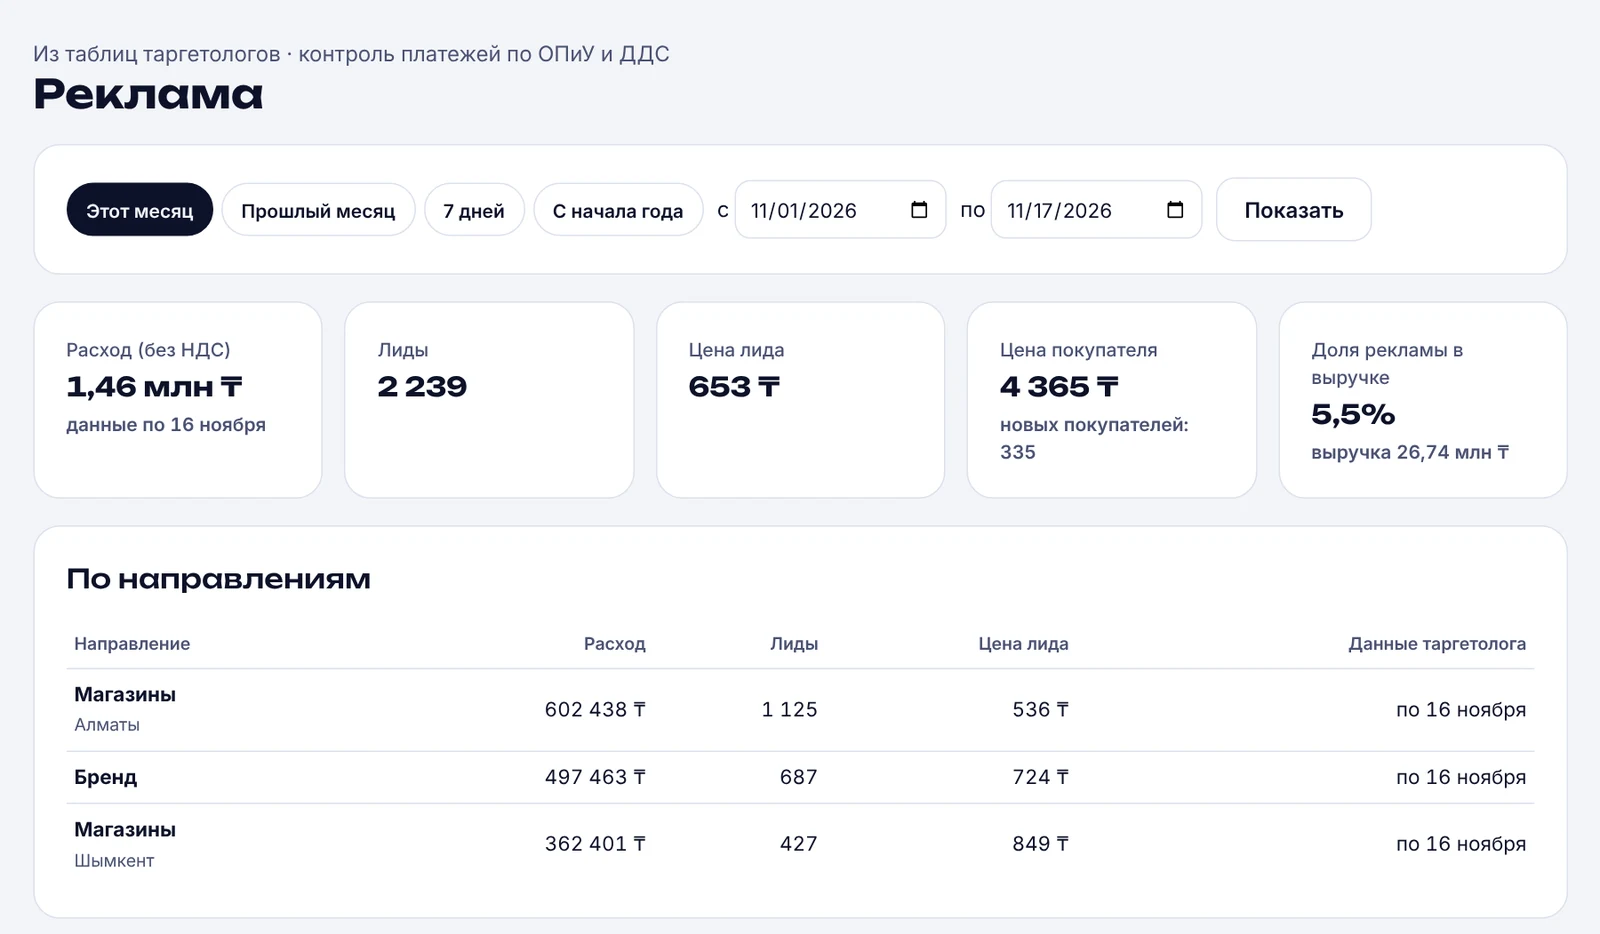 Из таблиц таргетологов · контроль платежей по ОПиУ и ДДС
Реклама
Этот месяц Прошлый месяц 7 дней С начала года с 11/01/2026 по 11/17/2026 Показать
Расход (без НДС)
1,46 млн ₸
данные по 16 ноября
Лиды
2 239
Цена лида
653 ₸
Цена покупателя
4 365 ₸
новых покупателей:
335
Доля рекламы в
выручке
5,5%
выручка 26,74 млн ₸
По направлениям
Направление Расход Лиды Цена лида Данные таргетолога
Магазины
Алматы
602 438 ₸ 1 125 536 ₸ по 16 ноября
Бренд 497 463 ₸ 687 724 ₸ по 16 ноября
Магазины
Шымкент
362 401 ₸ 427 849 ₸ по 16 ноября